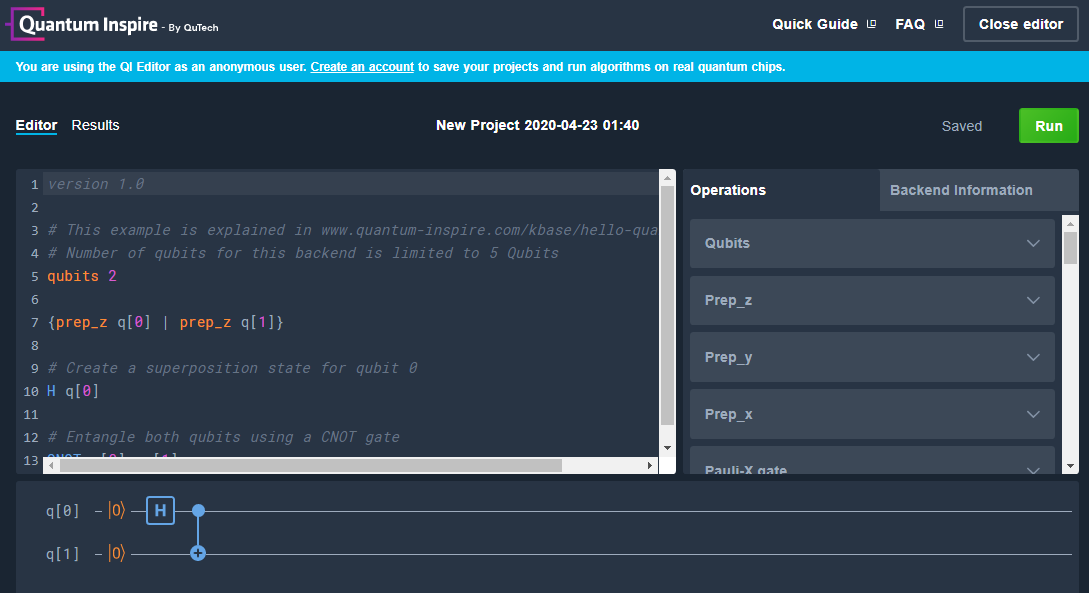 Quantum Inspire - By QuTech
Quick Guide
FAQ
Close editor
You are using the QI Editor as an anonymous user. Create an account to save your projects and run algorithms on real quantum chips.
Editor
Results
New Project 2020-04-23 01:40
Saved
Run
1 version 1.0
2
3 # This example is explained in www.quantum-inspire.com/kbase/hello-qua
4 # Number of qubits for this backend is limited to 5 Qubits
5 qubits 2
6
7 {prep_z q[0] | prep_z q[1]}
8
9 # Create a superposition state for qubit 0
10 H q[0]
11
12 # Entangle both qubits using a CNOT gate
13 CNOT q[0], q[1]
Operations
Backend Information
Qubits
Prep_z
Prep_y
Prep_x
Pauli-X gate
q[0] |0⟩ H
q[1] |0⟩ +